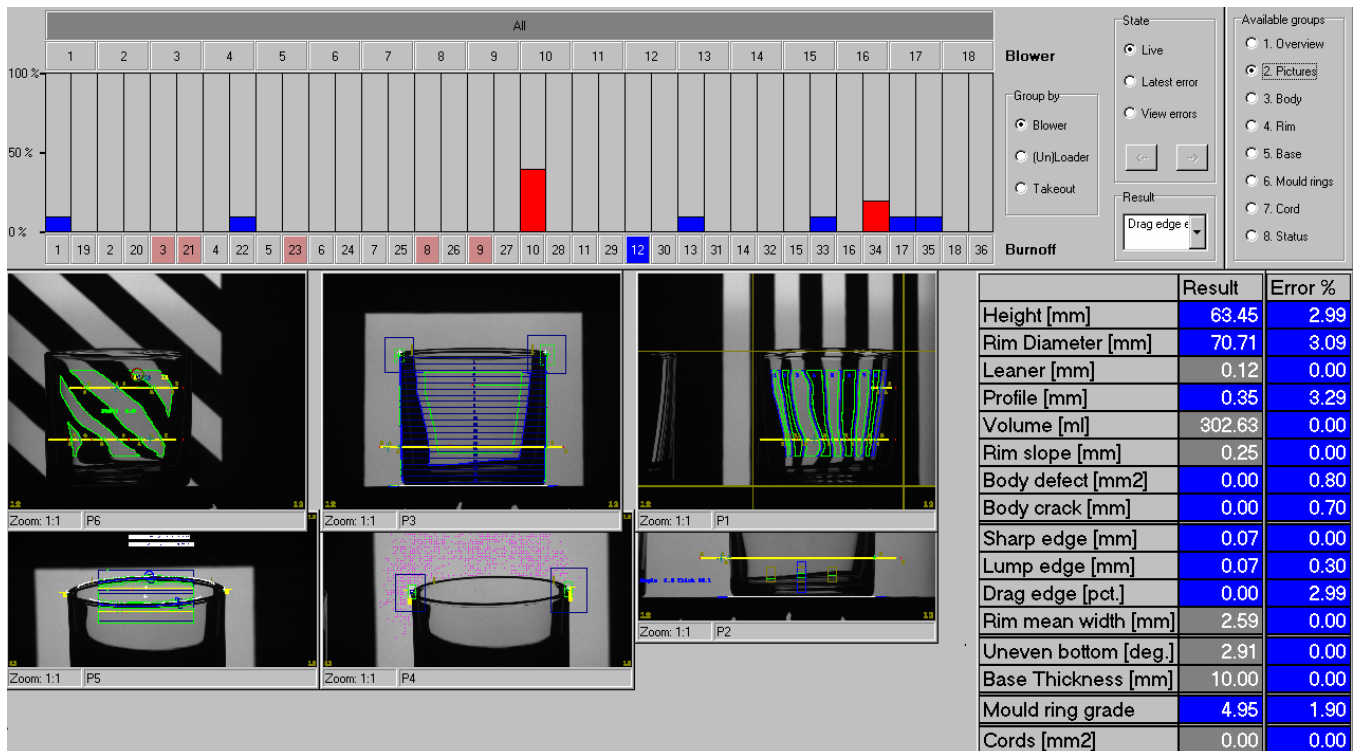 All
1 2 3 4 5 6 7 8 9 10 11 12 13 14 15 16 17 18
Blower
100 %
50 %
0 %
1 19 2 20 3 21 4 22 5 23 6 24 7 25 8 26 9 27 10 28 11 29 12 30 13 31 14 32 15 33 16 34 17 35 18 36
Burnoff
Group by
Blower
(Un)Loader
Takeout
State
Live
Latest error
View errors
<-- -->
Result
Drag edge e
Available groups
1. Overview
2. Pictures
3. Body
4. Rim
5. Base
6. Mould rings
7. Cord
8. Status
12 12
Zoom: 1:1 P6
Zoom: 1:1 P3
12
Zoom: 1:1 P1
12 12
Zoom: 1:1 P2
Zoom: 1:1 P5
Zoom: 1:1 P4
Result Error %
Height [mm] 63.45 2.99
Rim Diameter [mm] 70.71 3.09
Leaner [mm] 0.12 0.00
Profile [mm] 0.35 3.29
Volume [ml] 302.63 0.00
Rim slope [mm] 0.25 0.00
Body defect [mm2] 0.00 0.80
Body crack [mm] 0.00 0.70
Sharp edge [mm] 0.07 0.00
Lump edge [mm] 0.07 0.30
Drag edge [pct.] 0.00 2.99
Rim mean width [mm] 2.59 0.00
Uneven bottom [deg.] 2.91 0.00
Base Thickness [mm] 10.00 0.00
Mould ring grade 4.95 1.90
Cords [mm2] 0.00 0.00